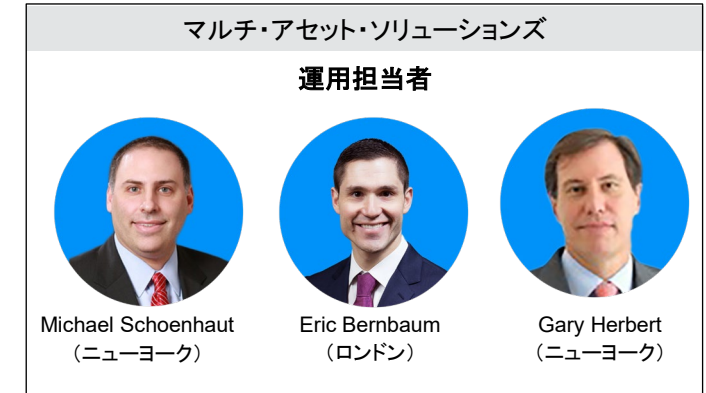 マルチ・アセット・ソリューションズ
運用担当者
Michael Schoenhaut
（ニューヨーク）
Eric Bernbaum
（ロンドン）
Gary Herbert
（ニューヨーク）